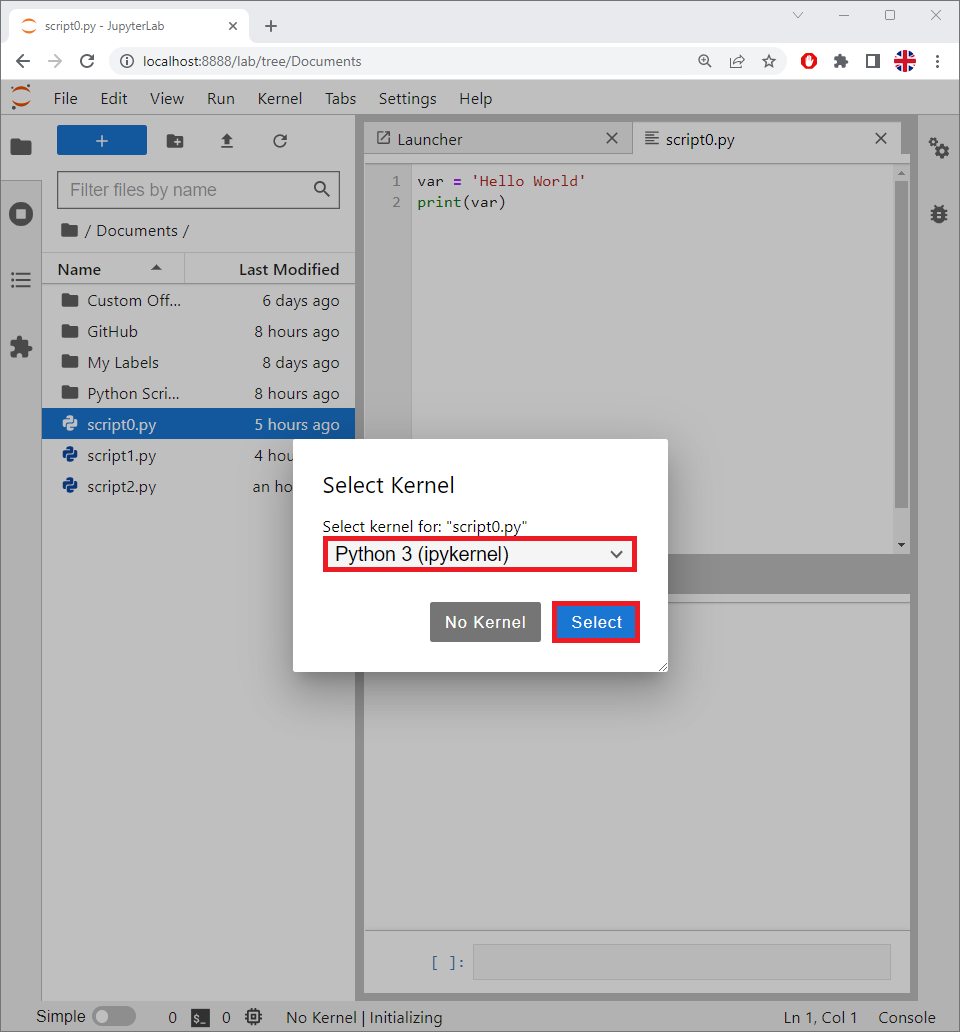 script0.py - JupyterLab
localhost:8888/lab/tree/Documents
File Edit View Run Kernel Tabs Settings Help
Filter files by name
/ Documents /
Name Last Modified
Custom Off... 6 days ago
GitHub 8 hours ago
My Labels 8 days ago
Python Scri... 8 hours ago
script0.py 5 hours ago
script1.py 4 hou
script2.py an ho
Launcher
script0.py
1 var = 'Hello World'
2 print(var)
Select Kernel
Select kernel for: "script0.py"
Python 3 (ipykernel)
No Kernel Select
[ ]:
Simple 0 $_ 0 No Kernel | Initializing Ln 1, Col 1 Console